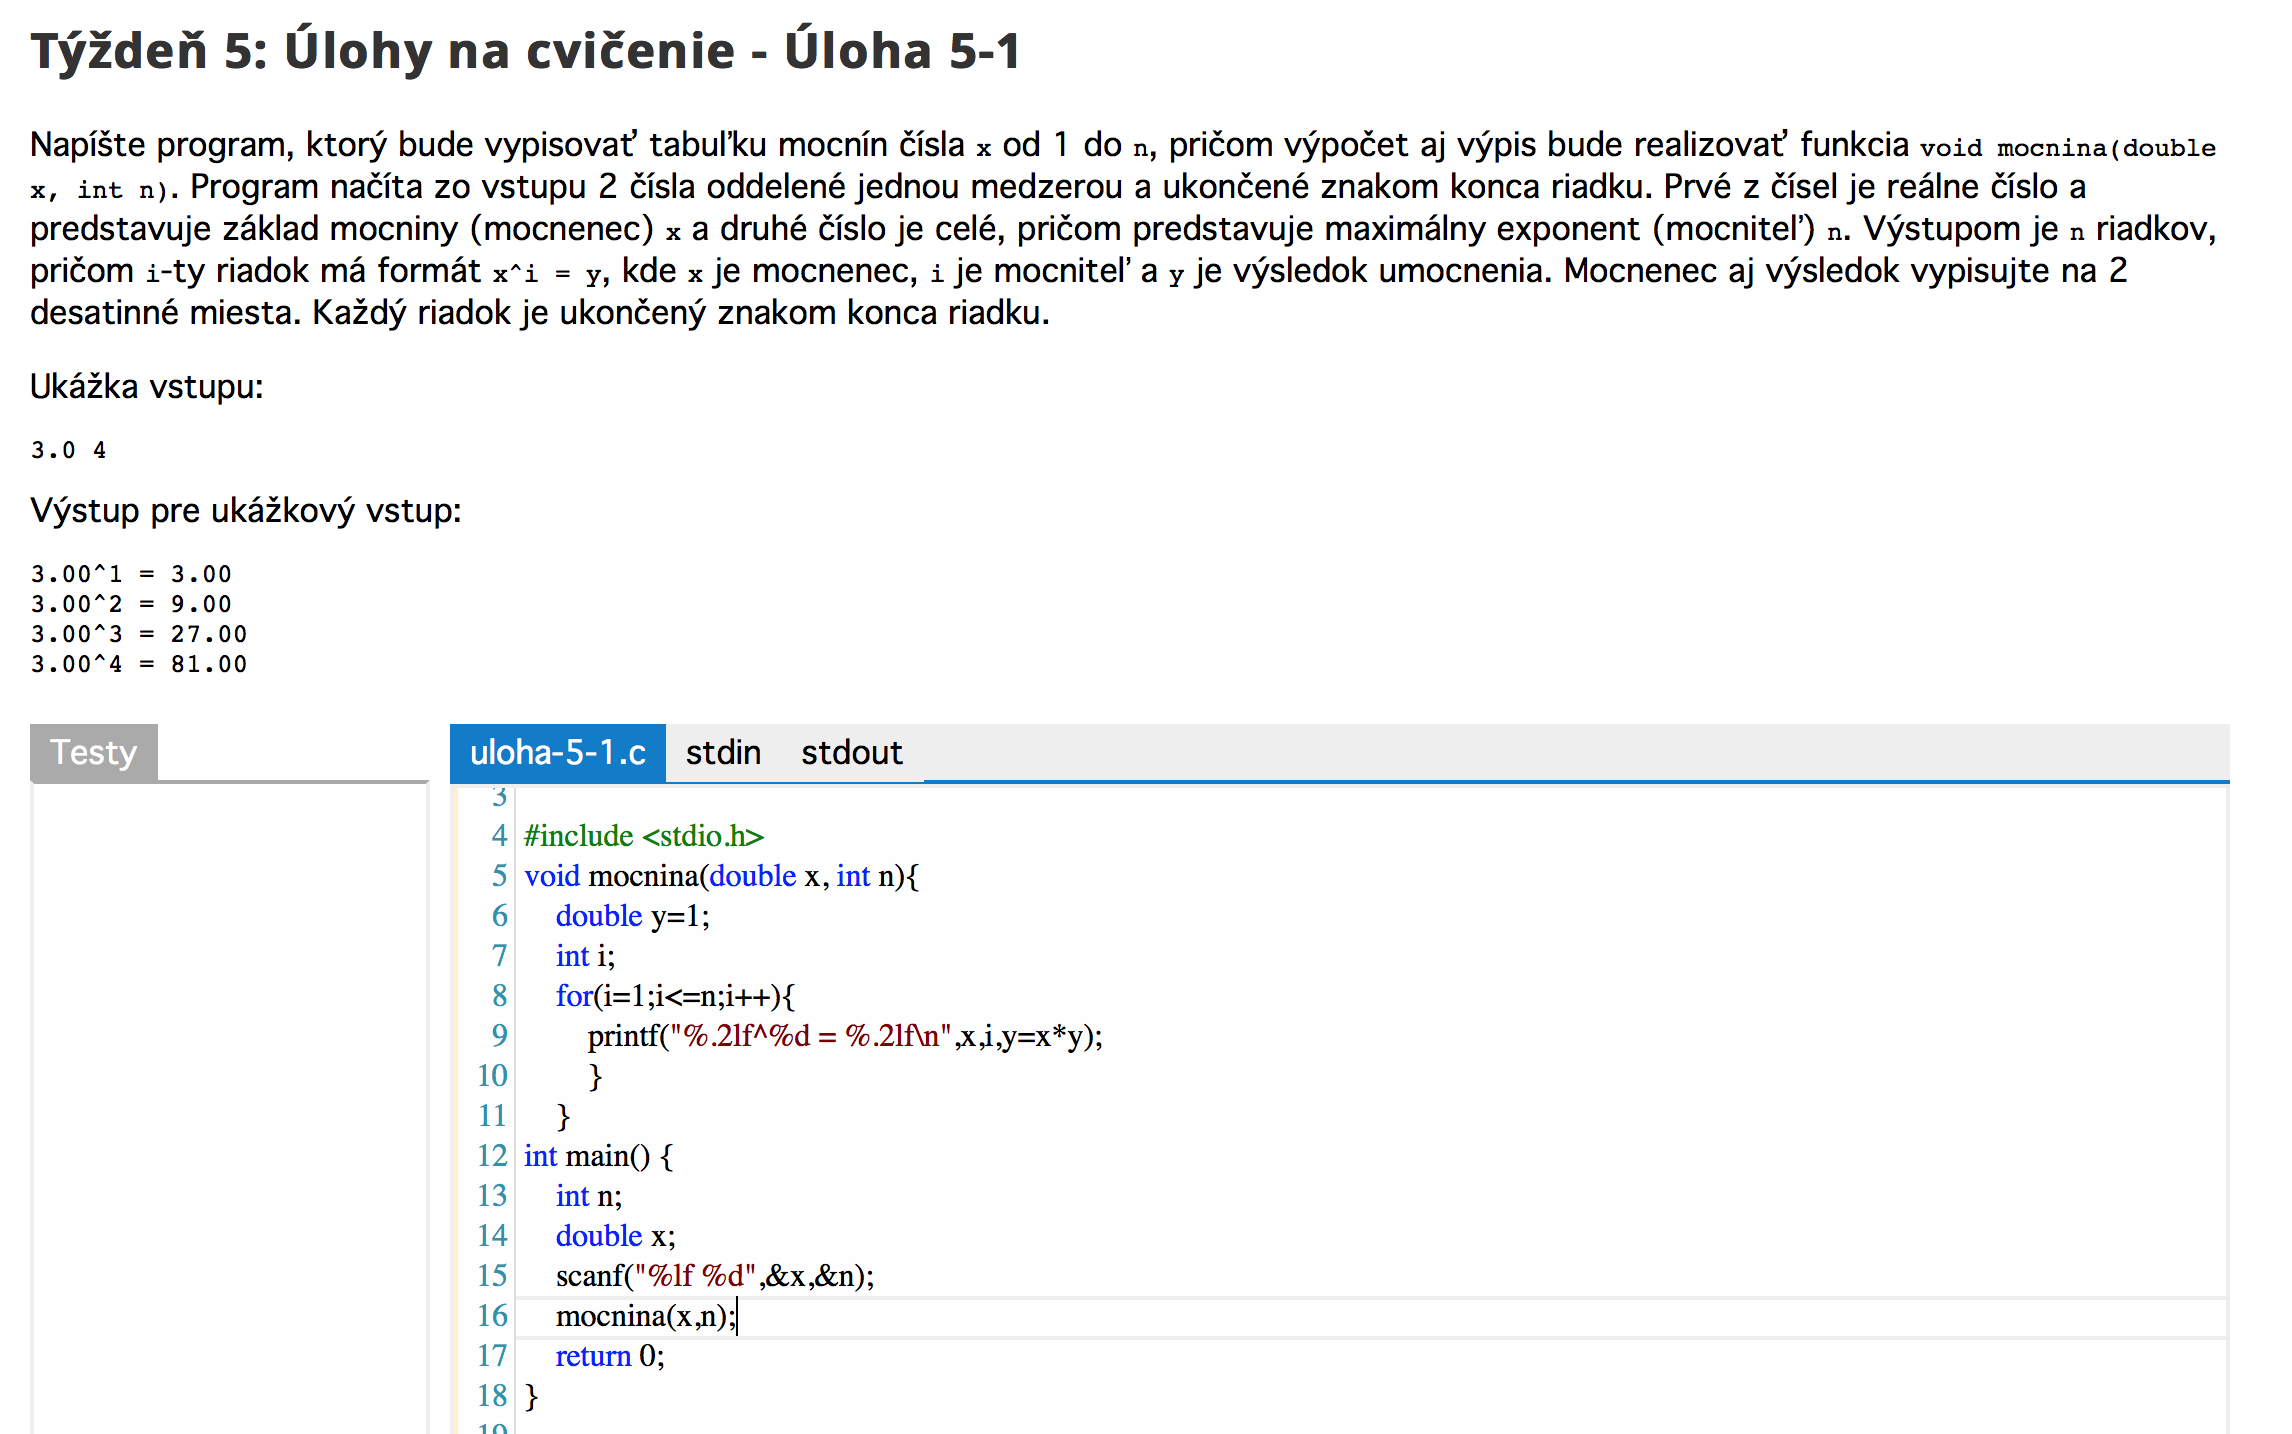 Týždeň 5: Úlohy na cvičenie - Úloha 5-1
Napíšte program, ktorý bude vypisovať tabuľku mocnín čísla x od 1 do n, pričom výpočet aj výpis bude realizovať funkcia void mocnina(double
x, int n). Program načíta zo vstupu 2 čísla oddelené jednou medzerou a ukončené znakom konca riadku. Prvé z čísel je reálne číslo a
predstavuje základ mocniny (mocnenec) x a druhé číslo je celé, pričom predstavuje maximálny exponent (mocniteľ) n. Výstupom je n riadkov,
pričom i-ty riadok má formát x^i = y, kde x je mocnenec, i je mocniteľ a y je výsledok umocnenia. Mocnenec aj výsledok vypisujte na 2
desatinné miesta. Každý riadok je ukončený znakom konca riadku.
Ukážka vstupu:
3.0 4
Výstup pre ukážkový vstup:
3.00^1 = 3.00
3.00^2 = 9.00
3.00^3 = 27.00
3.00^4 = 81.00
Testy
uloha-5-1.c stdin stdout
3
4 #include <stdio.h>
5 void mocnina(double x, int n){
6 double y=1;
7 int i;
8 for(i=1;i<=n;i++){
9 printf("%.2lf^%d = %.2lf\n",x,i,y=x*y);
10 }
11 }
12 int main() {
13 int n;
14 double x;
15 scanf("%lf %d",&x,&n);
16 mocnina(x,n);
17 return 0;
18 }
19